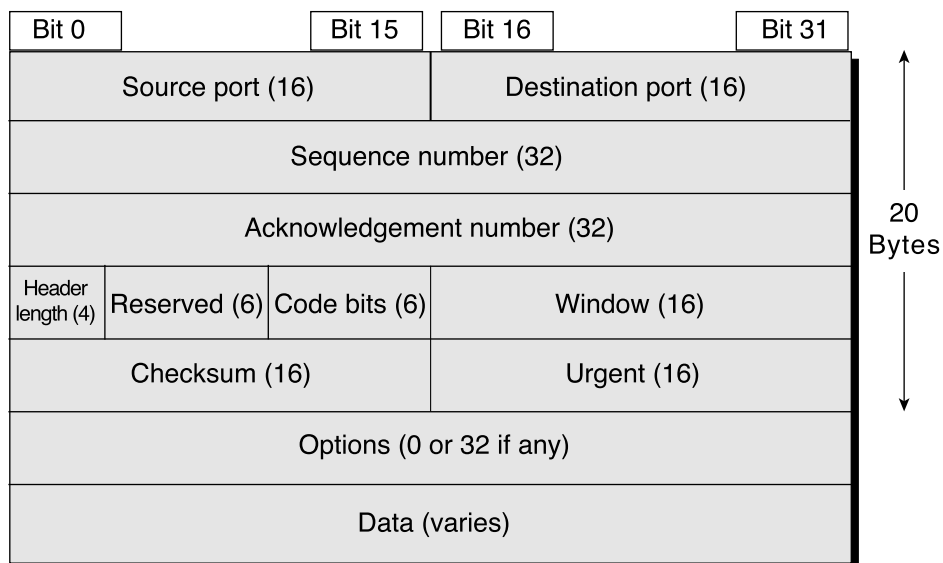 Bit 0
Bit 15
Bit 16
Bit 31
Source port (16)
Destination port (16)
Sequence number (32)
Acknowledgement number (32)
20
Bytes
Header
length (4)
Reserved (6)
Code bits (6)
Window (16)
Checksum (16)
Urgent (16)
Options (0 or 32 if any)
Data (varies)